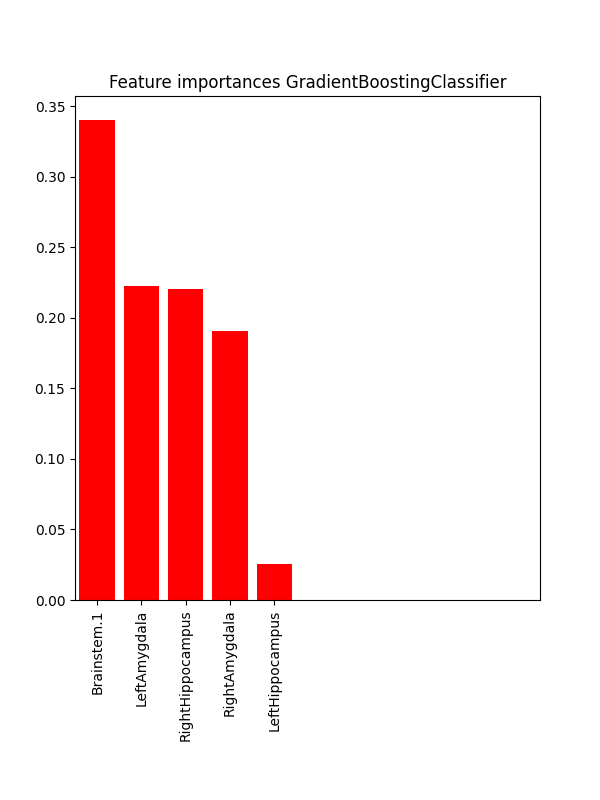 Feature importances GradientBoostingClassifier
0.35
0.30
0.25
0.20
0.15
0.10
0.05
0.00
Brainstem.1
LeftAmygdala
RightHippocampus
RightAmygdala
LeftHippocampus